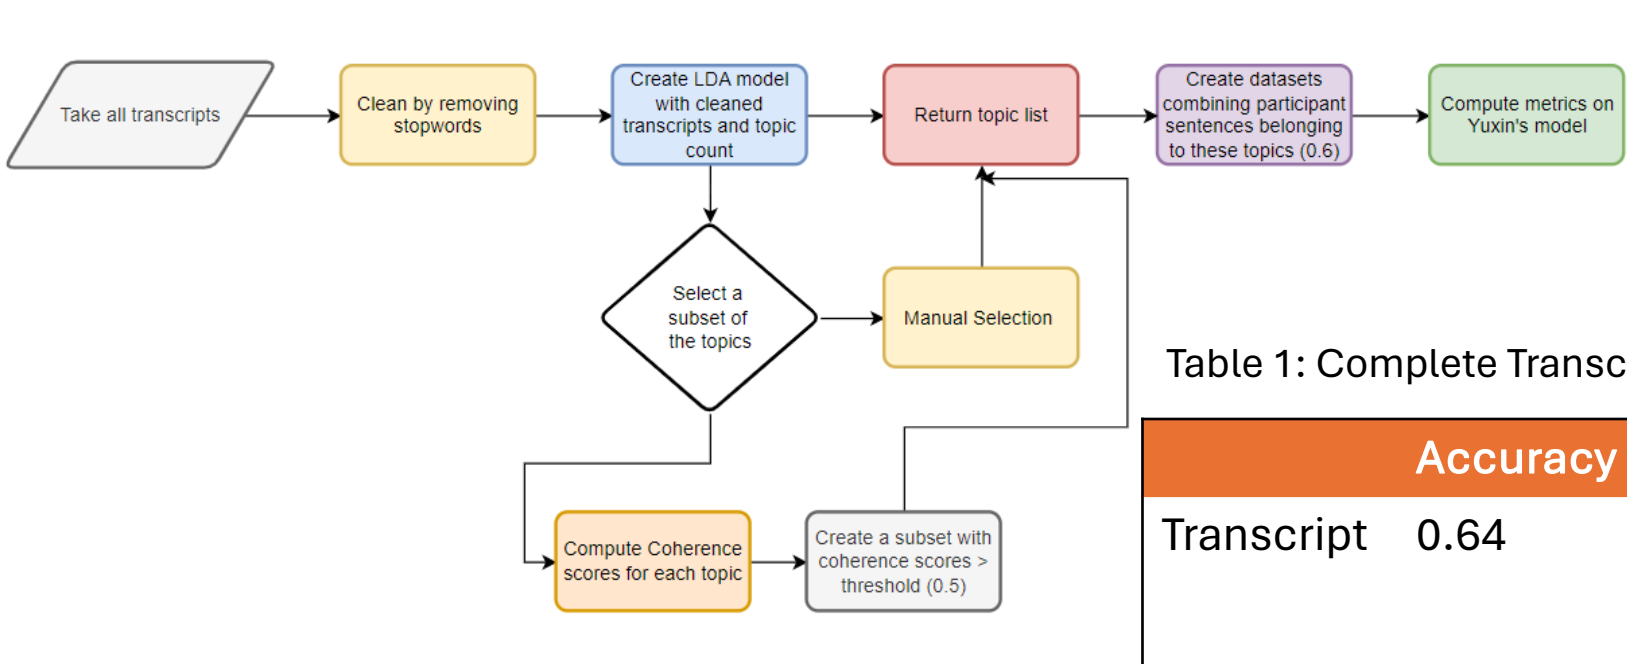 Take all transcripts
Clean by removing
stopwords
Create LDA model
with cleaned
transcripts and topic
count
Return topic list
Create datasets
combining participant
sentences belonging
to these topics (0.6)
Compute metrics on
Yuxin's model
Select a
subset of
the topics
Manual Selection
Compute Coherence
scores for each topic
Create a subset with
coherence scores >
threshold (0.5)
Table 1: Complete Transc
Accuracy
Transcript 0.64